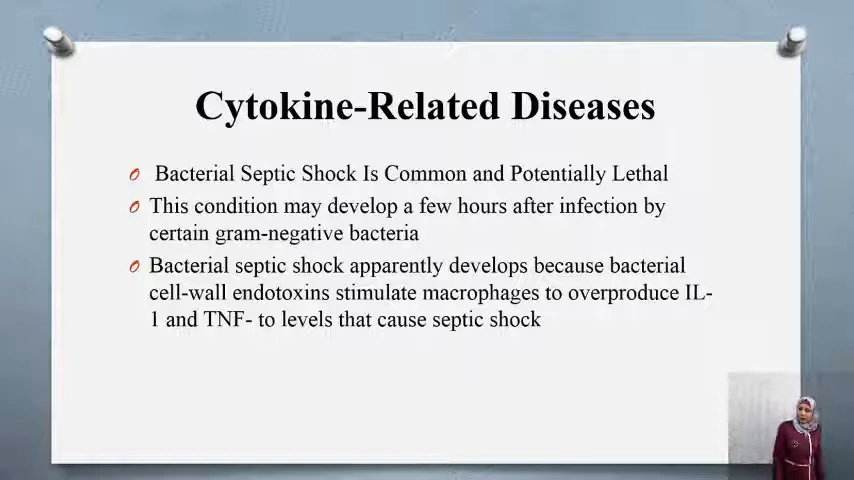 Cytokine-Related Diseases
Bacterial Septic Shock Is Common and Potentially Lethal
This condition may develop a few hours after infection by
certain gram-negative bacteria
Bacterial septic shock apparently develops because bacterial
cell-wall endotoxins stimulate macrophages to overproduce IL-
1 and TNF- to levels that cause septic shock